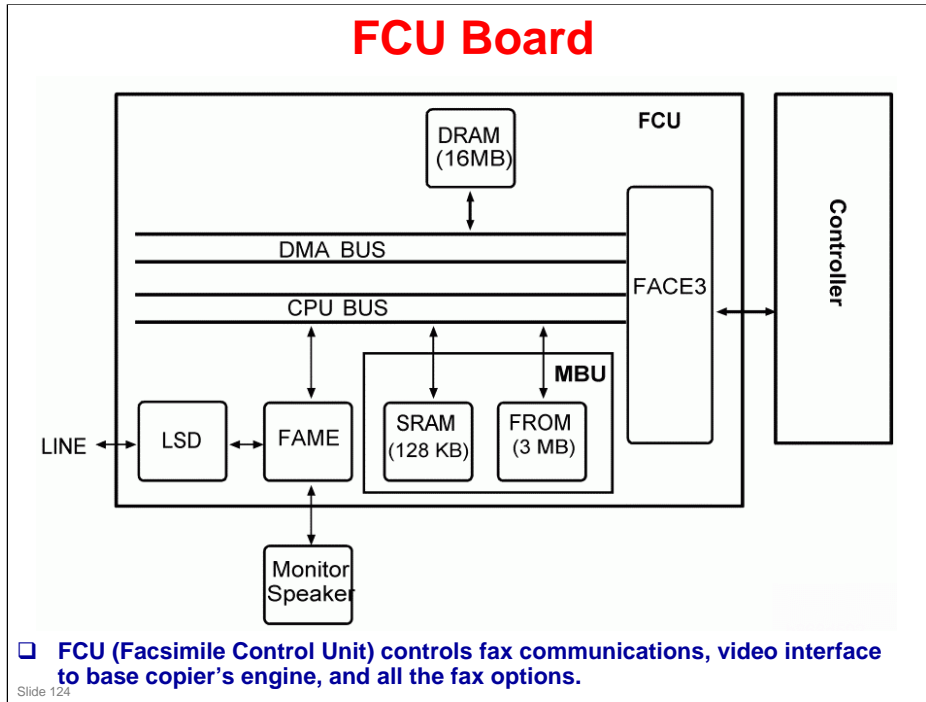 FCU Board
FCU
DRAM
(16MB)
Controller
DMA BUS
FACE3
CPU BUS
MBU
LINE
LSD
FAME
SRAM
(128 KB)
FROM
(3 MB)
Monitor
Speaker
FCU (Facsimile Control Unit) controls fax communications, video interface
to base copier's engine, and all the fax options.
Slide 124